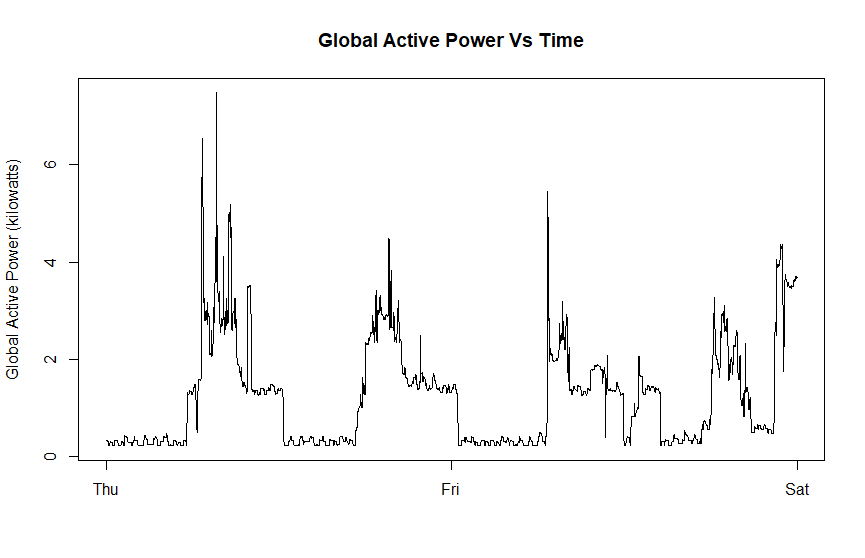 Global Active Power Vs Time
Global Active Power (kilowatts)
6
4
2
0
Thu
Fri
Sat